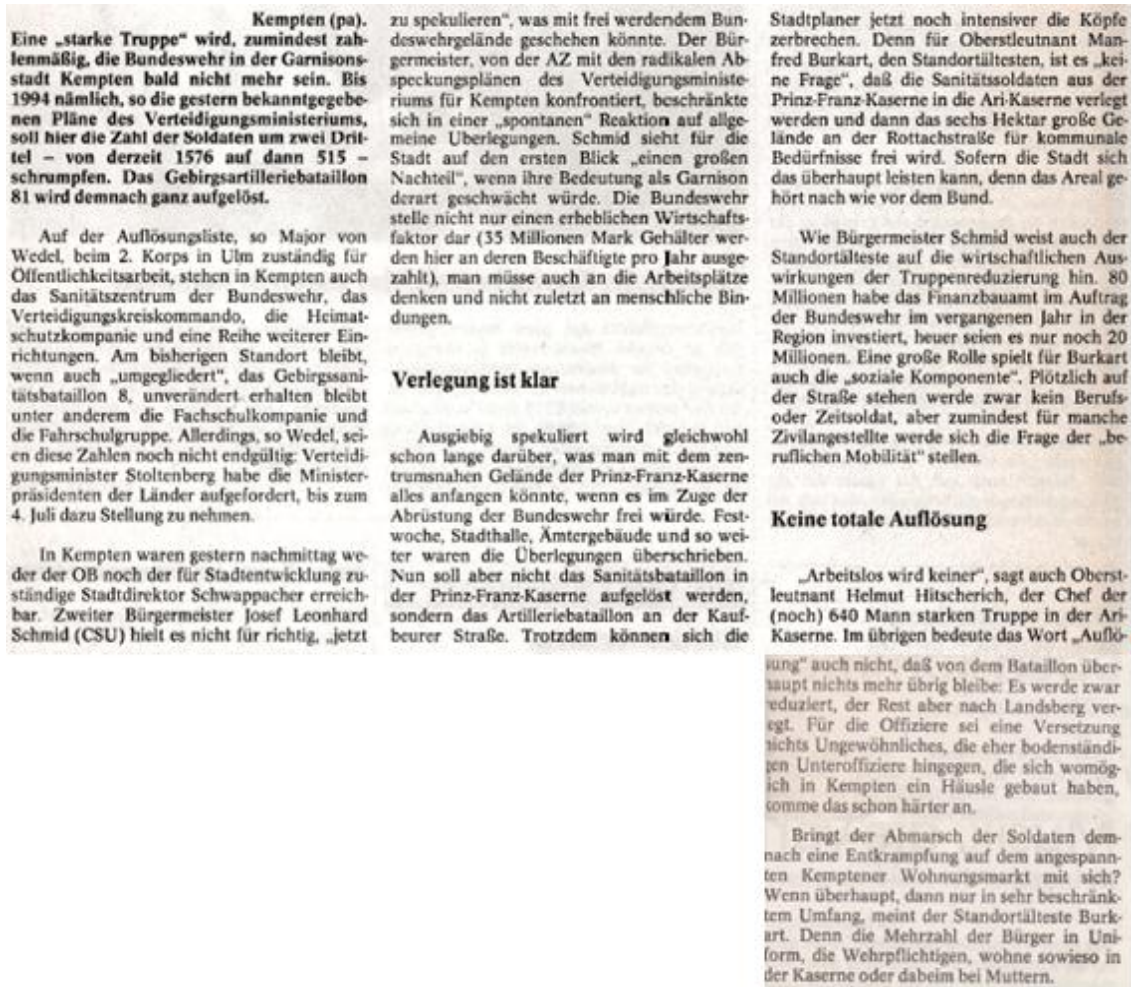 Kempten (pa).
Eine „starke Truppe“ wird, zumindest zah-
lenmäßig, die Bundeswehr in der Garnisons-
stadt Kempten bald nicht mehr sein. Bis
1994 nämlich, so die gestern bekanntgegebe-
nen Pläne des Verteidigungsministeriums,
soll hier die Zahl der Soldaten um zwei Drit-
tel – von derzeit 1576 auf dann 515 –
schrumpfen. Das Gebirgsartilleriebataillon
81 wird demnach ganz aufgelöst.
Auf der Auflösungsliste, so Major von
Wedel, beim 2. Korps in Ulm zuständig für
Öffentlichkeitsarbeit, stehen in Kempten auch
das Sanitätszentrum der Bundeswehr, das
Verteidigungskreiskommando, die Heimat-
schutzkompanie und eine Reihe weiterer Ein-
richtungen. Am bisherigen Standort bleibt,
wenn auch „umgegliedert“, das Gebirgssani-
tätsbataillon 8, unverändert erhalten bleibt
unter anderem die Fachschulkompanie und
die Fahrschulgruppe. Allerdings, so Wedel, sei-
en diese Zahlen noch nicht endgültig: Verteidi-
gungsminister Stoltenberg habe die Minister-
präsidenten der Länder aufgefordert, bis zum
4. Juli dazu Stellung zu nehmen.
In Kempten waren gestern nachmittag we-
der der OB noch der für Stadtentwicklung zu-
ständige Stadtdirektor Schwappacher erreich-
bar. Zweiter Bürgermeister Josef Leonhard
Schmid (CSU) hielt es nicht für richtig, „jetzt
zu spekulieren“, was mit frei werdendem Bun-
deswehrgelände geschehen könnte. Der Bür-
germeister, von der AZ mit den radikalen Ab-
speckungsplänen des Verteidigungsministe-
riums für Kempten konfrontiert, beschränkte
sich in einer „spontanen“ Reaktion auf allge-
meine Überlegungen. Schmid sieht für die
Stadt auf den ersten Blick „einen großen
Nachteil“, wenn ihre Bedeutung als Garnison
derart geschwächt würde. Die Bundeswehr
stelle nicht nur einen erheblichen Wirtschafts-
faktor dar (35 Millionen Mark Gehälter wer-
den hier an deren Beschäftigte pro Jahr ausge-
zahlt), man müsse auch an die Arbeitsplätze
denken und nicht zuletzt an menschliche Bin-
dungen.
Verlegung ist klar
Ausgiebig spekuliert wird gleichwohl
schon lange darüber, was man mit dem zen-
trumsnahen Gelände der Prinz-Franz-Kaserne
alles anfangen könnte, wenn es im Zuge der
Abrüstung der Bundeswehr frei würde. Fest-
woche, Stadthalle, Ämtergebäude und so wei-
ter waren die Überlegungen überschrieben.
Nun soll aber nicht das Sanitätsbataillon in
der Prinz-Franz-Kaserne aufgelöst werden,
sondern das Artilleriebataillon an der Kauf-
beurer Straße. Trotzdem können sich die
Stadtplaner jetzt noch intensiver die Köpfe
zerbrechen. Denn für Oberstleutnant Man-
fred Burkart, den Standortältesten, ist es „kei-
ne Frage“, daß die Sanitätssoldaten aus der
Prinz-Franz-Kaserne in die Ari-Kaserne verlegt
werden und dann das sechs Hektar große Ge-
lände an der Rottachstraße für kommunale
Bedürfnisse frei wird. Sofern die Stadt sich
das überhaupt leisten kann, denn das Areal ge-
hört nach wie vor dem Bund.
Wie Bürgermeister Schmid weist auch der
Standortälteste auf die wirtschaftlichen Aus-
wirkungen der Truppenreduzierung hin. 80
Millionen habe das Finanzbauamt im Auftrag
der Bundeswehr im vergangenen Jahr in der
Region investiert, heuer seien es nur noch 20
Millionen. Eine große Rolle spielt für Burkart
auch die „soziale Komponente“. Plötzlich auf
der Straße stehen werde zwar kein Berufs-
oder Zeitsoldat, aber zumindest für manche
Zivilangestellte werde sich die Frage der „be-
ruflichen Mobilität“ stellen.
Keine totale Auflösung
„Arbeitslos wird keiner“, sagt auch Oberst-
leutnant Helmut Hitscherich, der Chef der
(noch) 640 Mann starken Truppe in der Ari-
Kaserne. Im übrigen bedeute das Wort „Auflö-
sung“ auch nicht, daß von dem Bataillon über-
haupt nichts mehr übrig bleibe: Es werde zwar
reduziert, der Rest aber nach Landsberg ver-
legt. Für die Offiziere sei eine Versetzung
nichts Ungewöhnliches, die eher bodenständi-
gen Unteroffiziere hingegen, die sich womög-
lich in Kempten ein Häusle gebaut haben,
komme das schon härter an.
Bringt der Abmarsch der Soldaten dem-
nach eine Entkrampfung auf dem angespann-
ten Kemptener Wohnungsmarkt mit sich?
Wenn überhaupt, dann nur in sehr beschränk-
tem Umfang, meint der Standortälteste Burk-
art. Denn die Mehrzahl der Bürger in Uni-
form, die Wehrpflichtigen, wohne sowieso in
der Kaserne oder daheim bei Muttern.